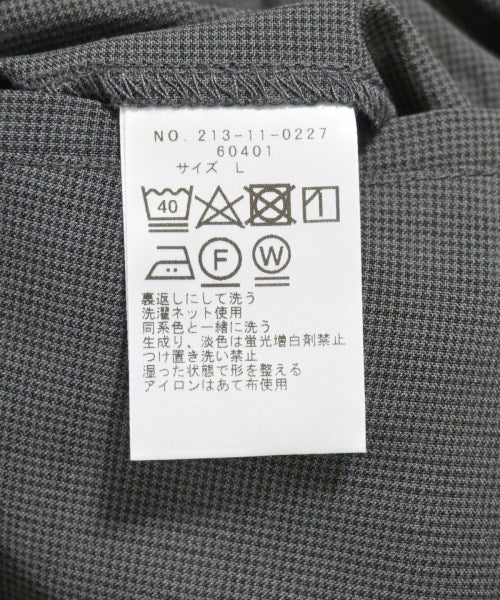 NO. 213-11-0227
60401
サイズ L
40
F W
裏返しにして洗う
洗濯ネット使用
同系色と一緒に洗う
生成り、淡色は蛍光増白剤禁止
つけ置き洗い禁止
湿った状態で形を整える
アイロンはあて布使用